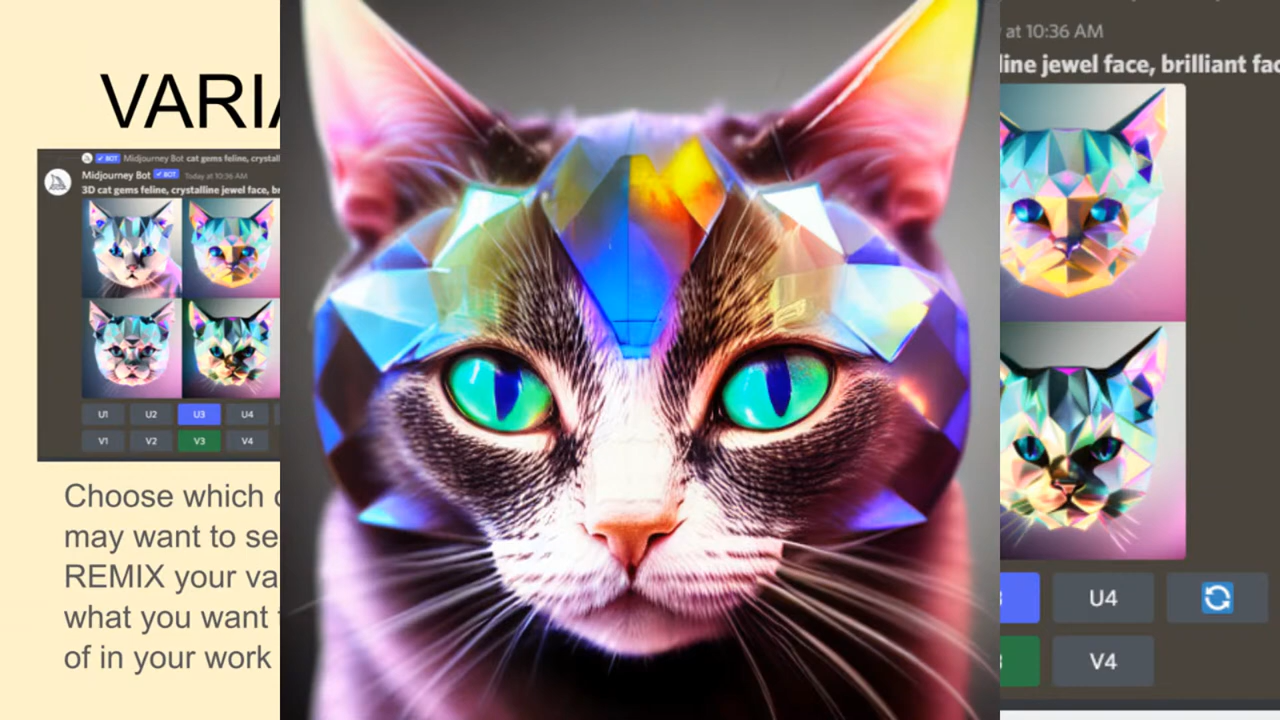 VARIA
BOT Midjourney Bot cat gems feline, crystall
Midjourney Bot BOT Today at 10:36 AM
3D cat gems feline, crystalline jewel face, br
U1 U2 U3 U4
V1 V2 V3 V4
Choose which
may want to se
REMIX your va
what you want
of in your work
at 10:36 AM
line jewel face, brilliant fac
U4
V4